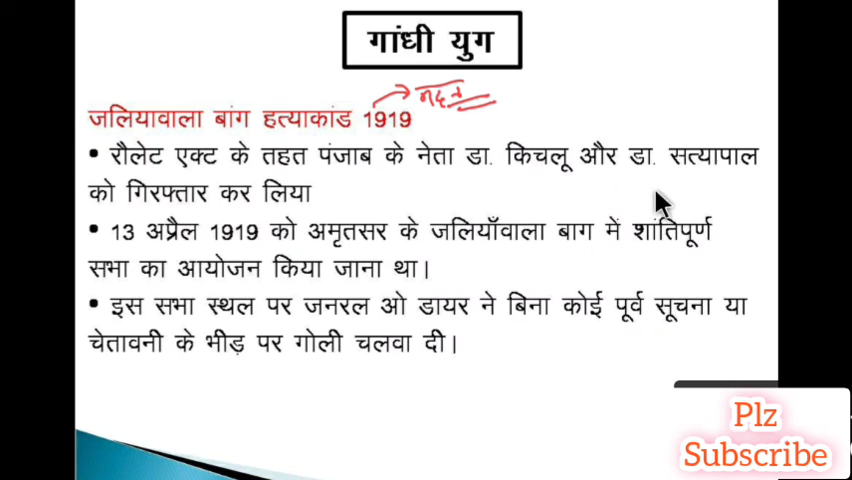 गांधी युग
जलियावाला बांग हत्याकांड 1919
• रौलेट एक्ट के तहत पंजाब के नेता डा. किचलू और डा. सत्यापाल
को गिरफ्तार कर लिया
• 13 अप्रैल 1919 को अमृतसर के जलियाँवाला बाग में शांतिपूर्ण
सभा का आयोजन किया जाना था।
• इस सभा स्थल पर जनरल ओ डायर ने बिना कोई पूर्व सूचना या
चेतावनी के भीड़ पर गोली चलवा दी।
Plz
Subscribe